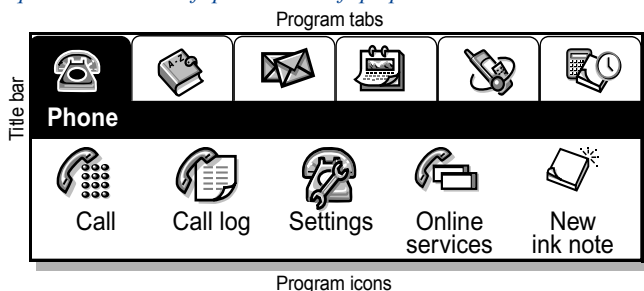 Program tabs
Title bar
A-Z
Phone
Call
Call log
Settings
Online
services
New
ink note
Program icons